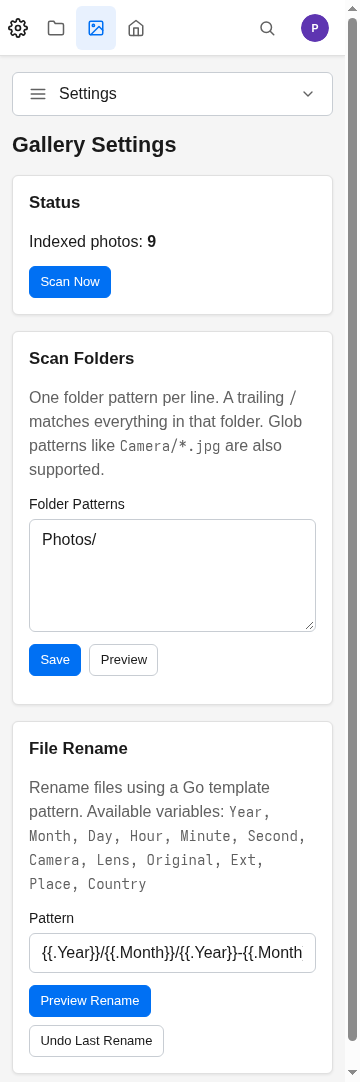 P
Settings
Gallery Settings
Status
Indexed photos: 9
Scan Now
Scan Folders
One folder pattern per line. A trailing /
matches everything in that folder. Glob
patterns like Camera/*.jpg are also
supported.
Folder Patterns
Photos/
Save
Preview
File Rename
Rename files using a Go template
pattern. Available variables: Year,
Month, Day, Hour, Minute, Second,
Camera, Lens, Original, Ext,
Place, Country
Pattern
{{.Year}}/{{.Month}}/{{.Year}}-{{.Month
Preview Rename
Undo Last Rename